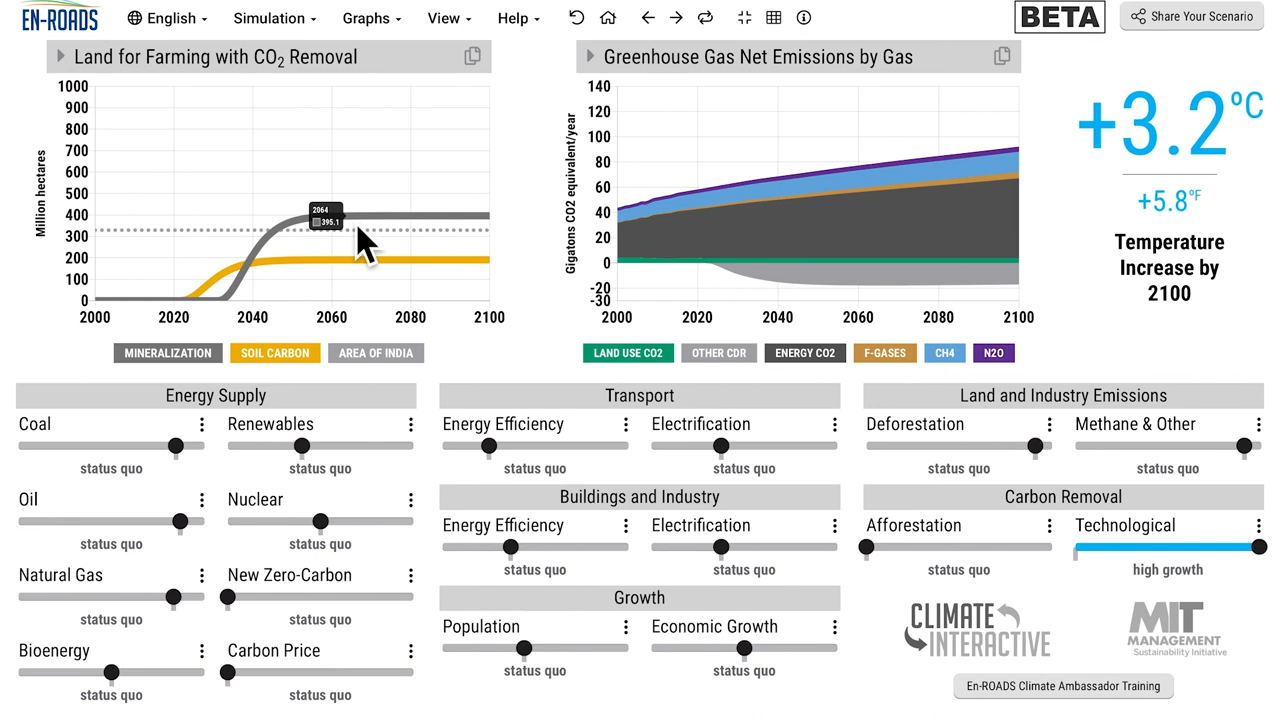 EN-ROADS
English
Simulation
Graphs
View
Help
BETA
Share Your Scenario
Land for Farming with CO₂ Removal
Million hectares
1000
900
800
700
600
500
400
300
200
100
0
2000 2020 2040 2060 2080 2100
2064
395.1
MINERALIZATION SOIL CARBON AREA OF INDIA
Greenhouse Gas Net Emissions by Gas
Gigatons CO2 equivalent/year
140
120
100
80
60
40
20
0
-20
-30
2000 2020 2040 2060 2080 2100
LAND USE CO2 OTHER CDR ENERGY CO2 F-GASES CH4 N2O
+3.2ºC
+5.8ºF
Temperature
Increase by
2100
Energy Supply
Coal
status quo
Renewables
status quo
Oil
status quo
Nuclear
status quo
Natural Gas
status quo
New Zero-Carbon
status quo
Bioenergy
status quo
Carbon Price
status quo
Transport
Energy Efficiency
status quo
Electrification
status quo
Buildings and Industry
Energy Efficiency
status quo
Electrification
status quo
Growth
Population
status quo
Economic Growth
status quo
Land and Industry Emissions
Deforestation
status quo
Methane & Other
status quo
Carbon Removal
Afforestation
status quo
Technological
high growth
CLIMATE
INTERACTIVE
MIT
MANAGEMENT
Sustainability Initiative
En-ROADS Climate Ambassador Training